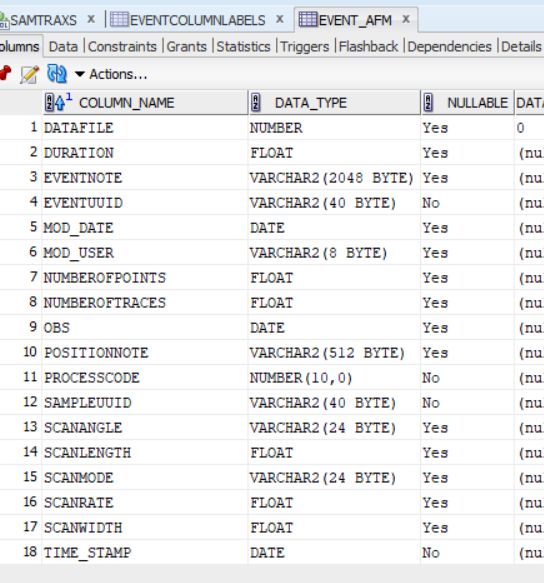 SAMTRAXS x EVENTCOLUMNLABELS x EVENT_AFM x
olumns Data Constraints Grants Statistics Triggers Flashback Dependencies Details
Actions...
1 COLUMN_NAME DATA_TYPE NULLABLE DAT
1 DATAFILE NUMBER Yes 0
2 DURATION FLOAT Yes (nu
3 EVENTNOTE VARCHAR2(2048 BYTE) Yes (nu
4 EVENTUUID VARCHAR2(40 BYTE) No (nu
5 MOD_DATE DATE Yes (nu
6 MOD_USER VARCHAR2(8 BYTE) Yes (nu
7 NUMBEROFPOINTS FLOAT Yes (nu
8 NUMBEROFTRACES FLOAT Yes (nu
9 OBS DATE Yes (nu
10 POSITIONNOTE VARCHAR2(512 BYTE) Yes (nu
11 PROCESSCODE NUMBER(10,0) No (nu
12 SAMPLEUUID VARCHAR2(40 BYTE) No (nu
13 SCANANGLE VARCHAR2(24 BYTE) Yes (nu
14 SCANLENGTH FLOAT Yes (nu
15 SCANMODE VARCHAR2(24 BYTE) Yes (nu
16 SCANRATE FLOAT Yes (nu
17 SCANWIDTH FLOAT Yes (nu
18 TIME_STAMP DATE No (nu